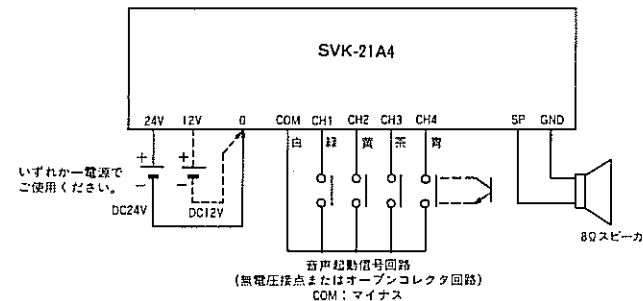 SVK-21A4
24V 12V 0 COM CH1 CH2 CH3 CH4 SP GND
白 緑 黄 茶 青
+ +
- -
いずれか一電源で
ご使用ください。
DC24V DC12V
8Ωスピーカ
音声起動信号回路
(無電圧接点またはオープンコレクタ回路)
COM:マイナス